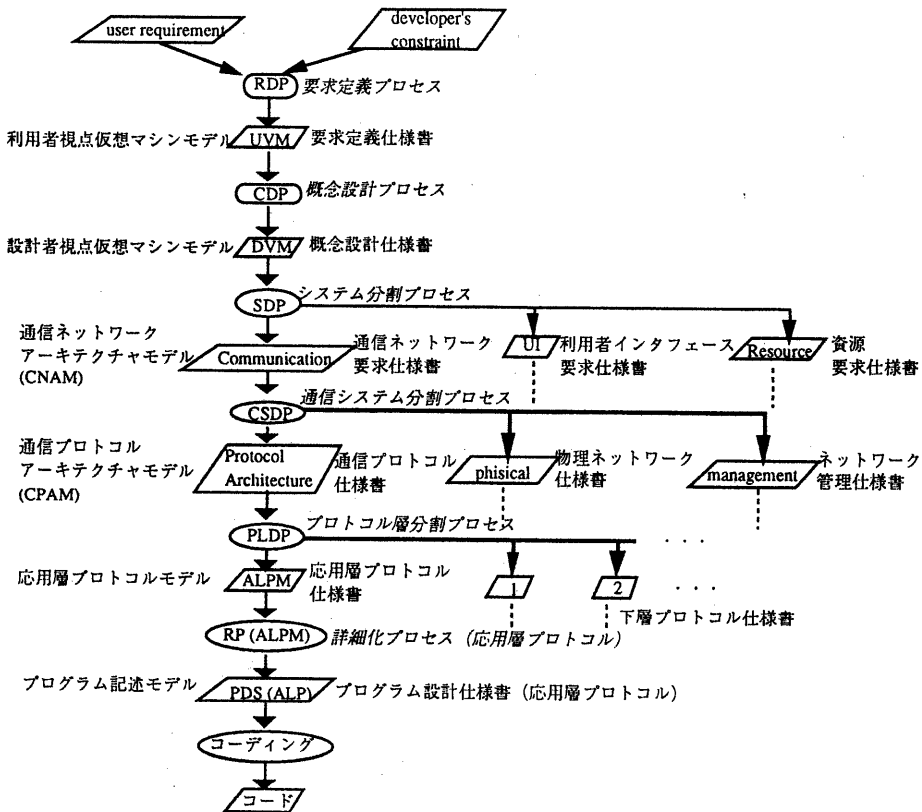 user requirement
developer's
constraint
RDP 要求定義プロセス
利用者視点仮想マシンモデル UVM 要求定義仕様書
CDP 概念設計プロセス
設計者視点仮想マシンモデル DVM 概念設計仕様書
SDP システム分割プロセス
通信ネットワーク
アーキテクチャモデル
(CNAM)
Communication
通信ネットワーク
要求仕様書
UI
利用者インタフェース
要求仕様書
Resource
資源
要求仕様書
CSDP 通信システム分割プロセス
通信プロトコル
アーキテクチャモデル
(CPAM)
Protocol
Architecture
通信プロトコル
仕様書
phisical
物理ネットワーク
仕様書
management
ネットワーク
管理仕様書
PLDP プロトコル層分割プロセス
. . .
応用層プロトコルモデル ALPM
応用層プロトコル
仕様書
1
2
. . .
下層プロトコル仕様書
RP (ALPM) 詳細化プロセス（応用層プロトコル）
プログラム記述モデル PDS (ALP) プログラム設計仕様書（応用層プロトコル）
コーディング
コード